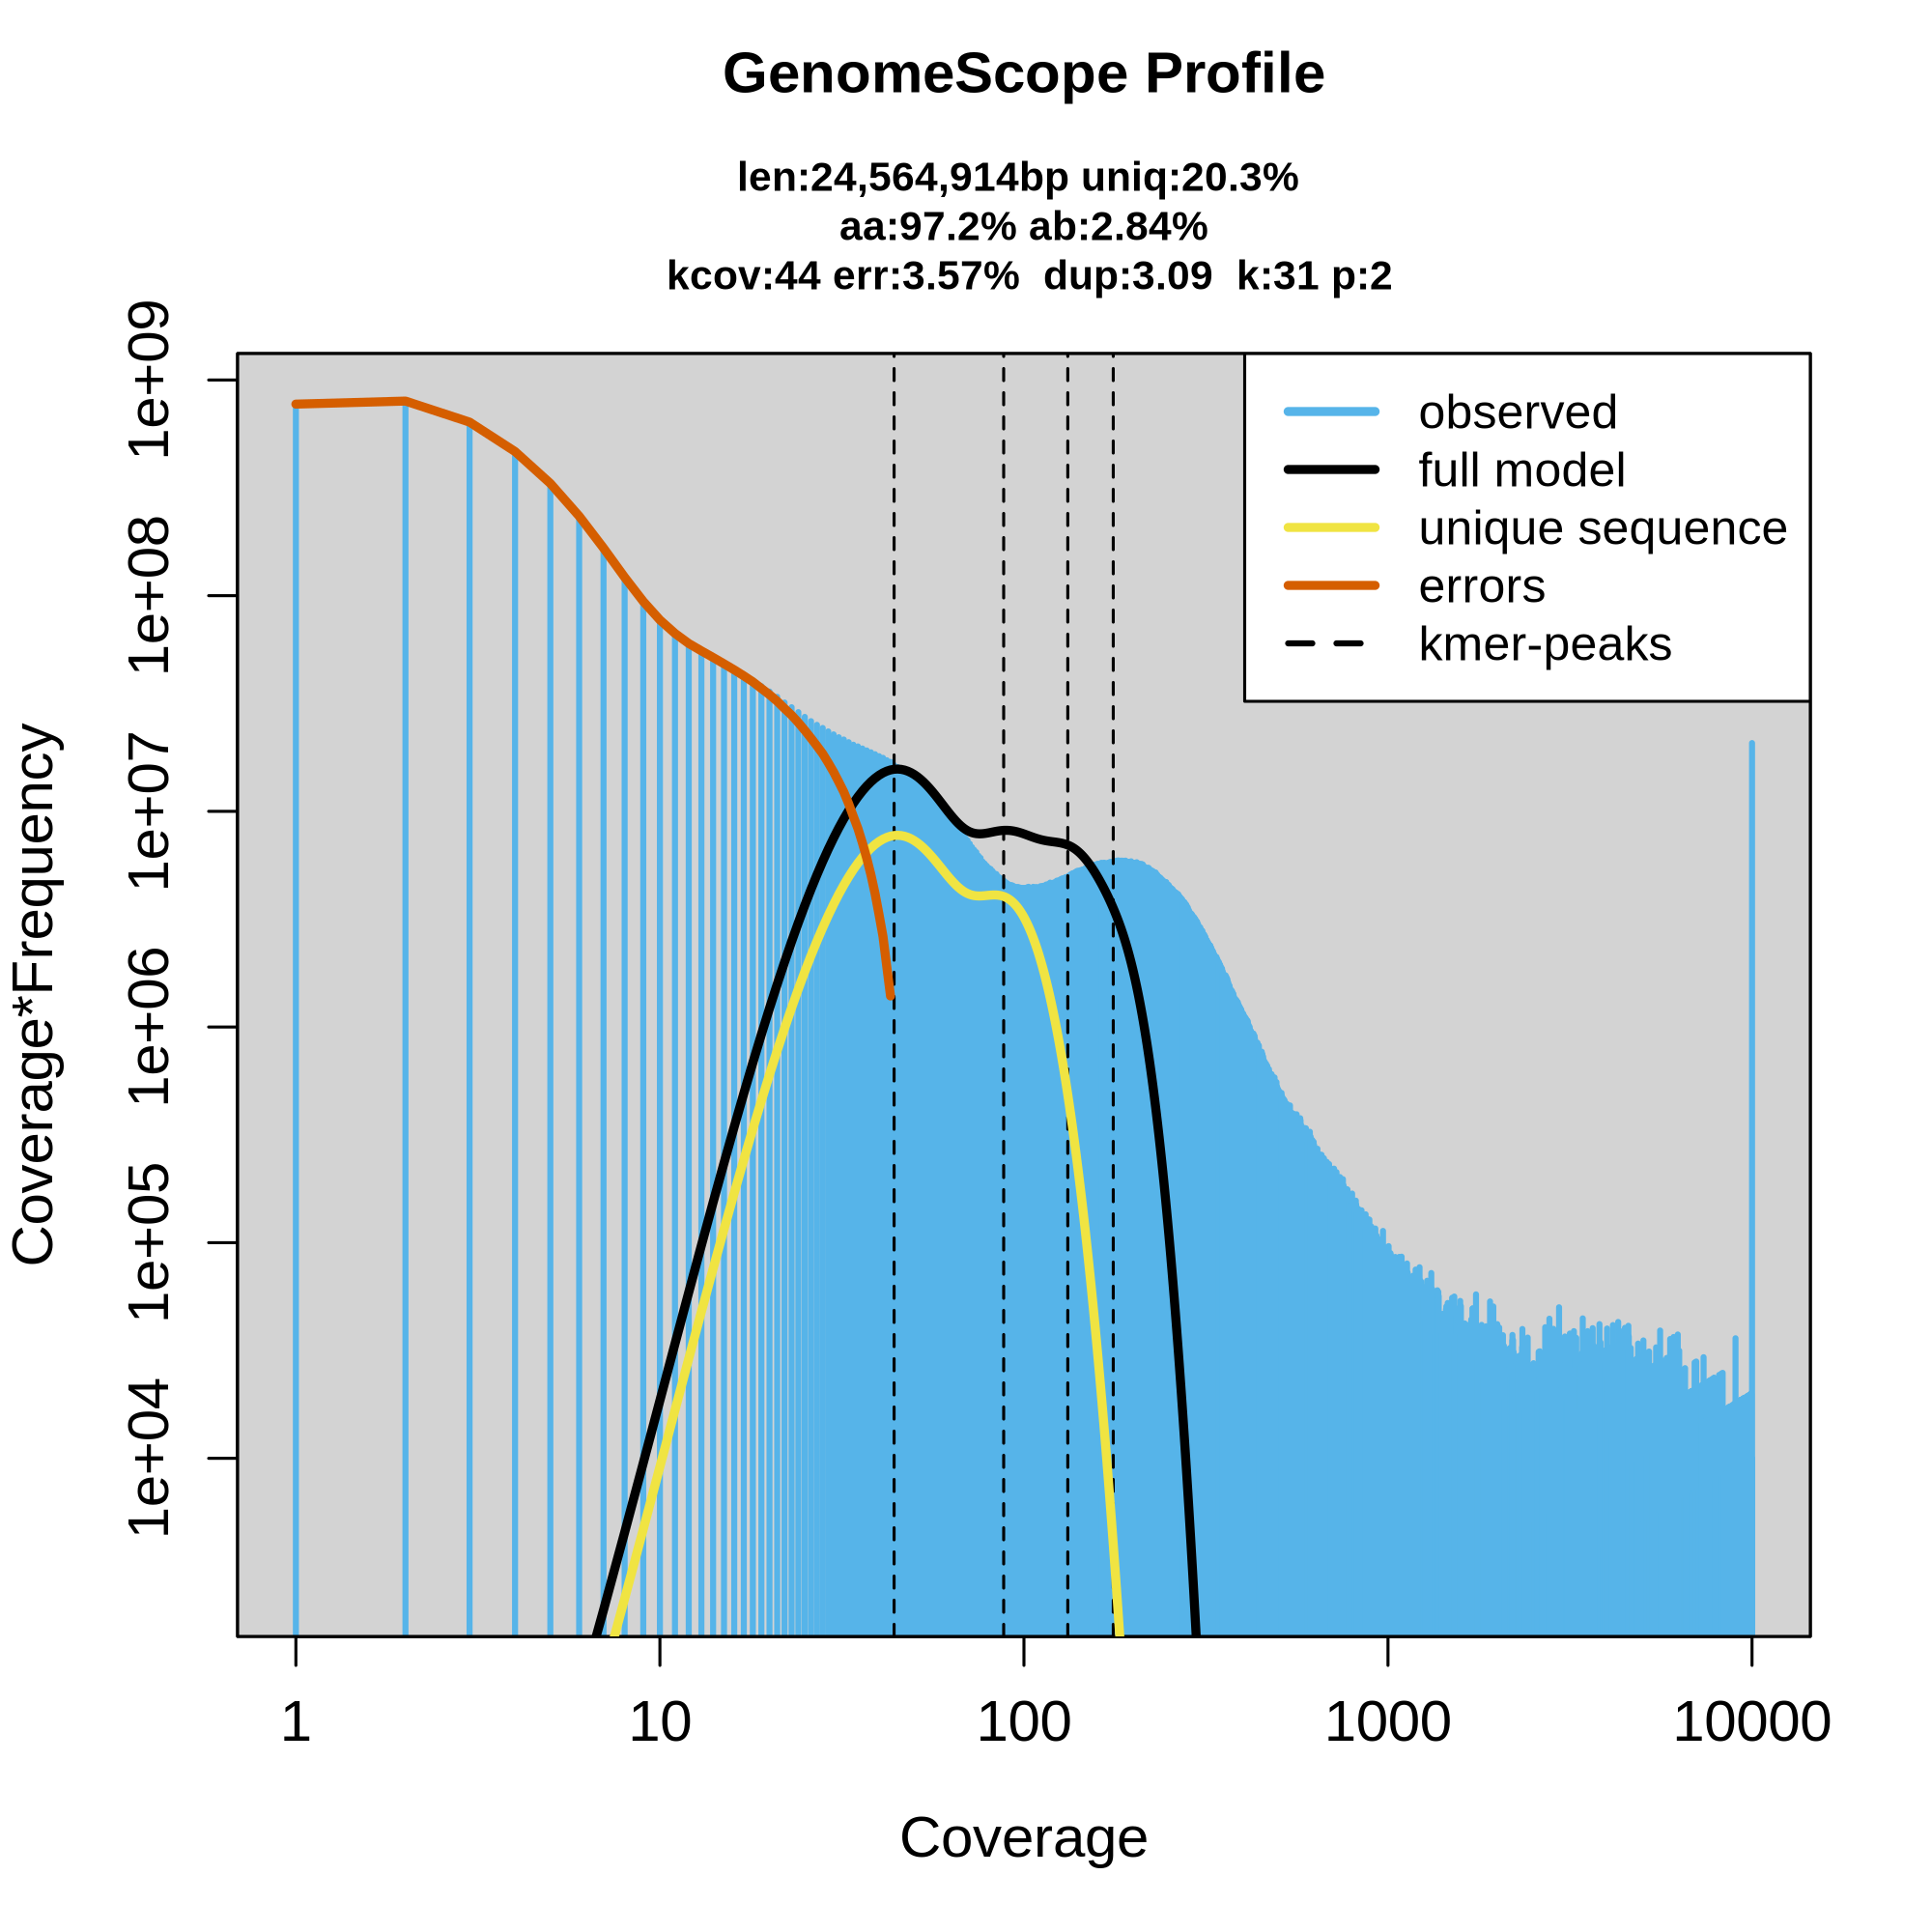 GenomeScope Profile
len:24,564,914bp uniq:20.3%
aa:97.2% ab:2.84%
kcov:44 err:3.57% dup:3.09 k:31 p:2
observed
full model
unique sequence
errors
kmer-peaks
Coverage*Frequency
1e+09
1e+08
1e+07
1e+06
1e+05
1e+04
1 10 100 1000 10000
Coverage